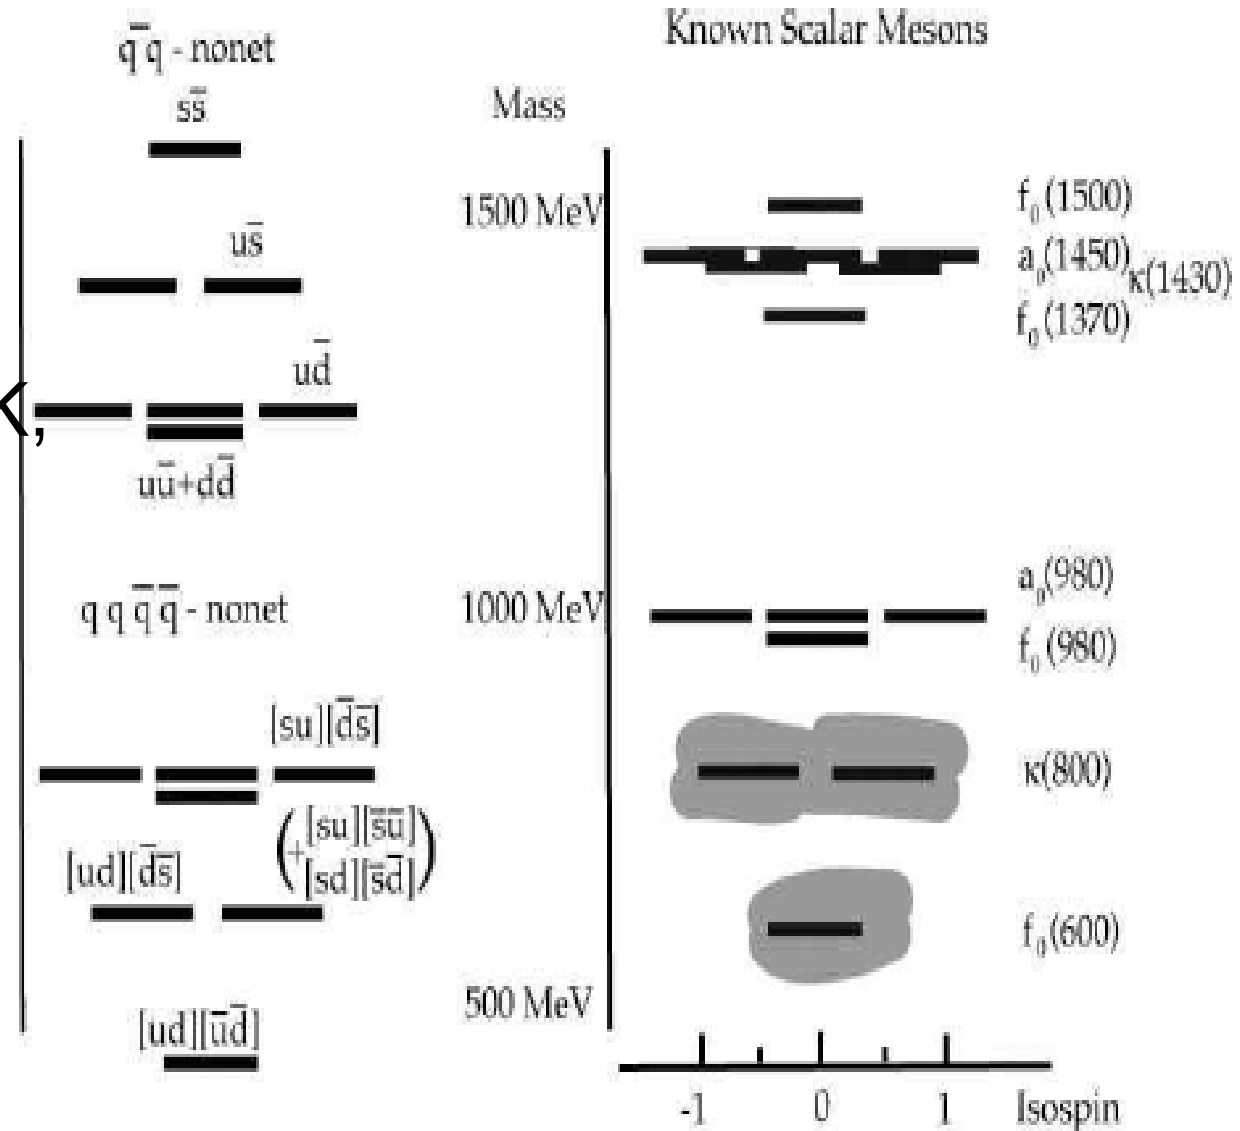 q̄q - nonet
ss̄
us̄
ud̄
K,
uū+dd̄
q q q̄ q̄ - nonet
[su][d̄s̄]
(+[su][s̄ū]
[sd][s̄d̄])
[ud][d̄s̄]
[ud][ūd̄]
Mass
1500 MeV
1000 MeV
500 MeV
Known Scalar Mesons
f₀(1500)
a₀(1450)
κ(1430)
f₀(1370)
a₀(980)
f₀(980)
κ(800)
f₀(600)
-1 0 1 Isospin